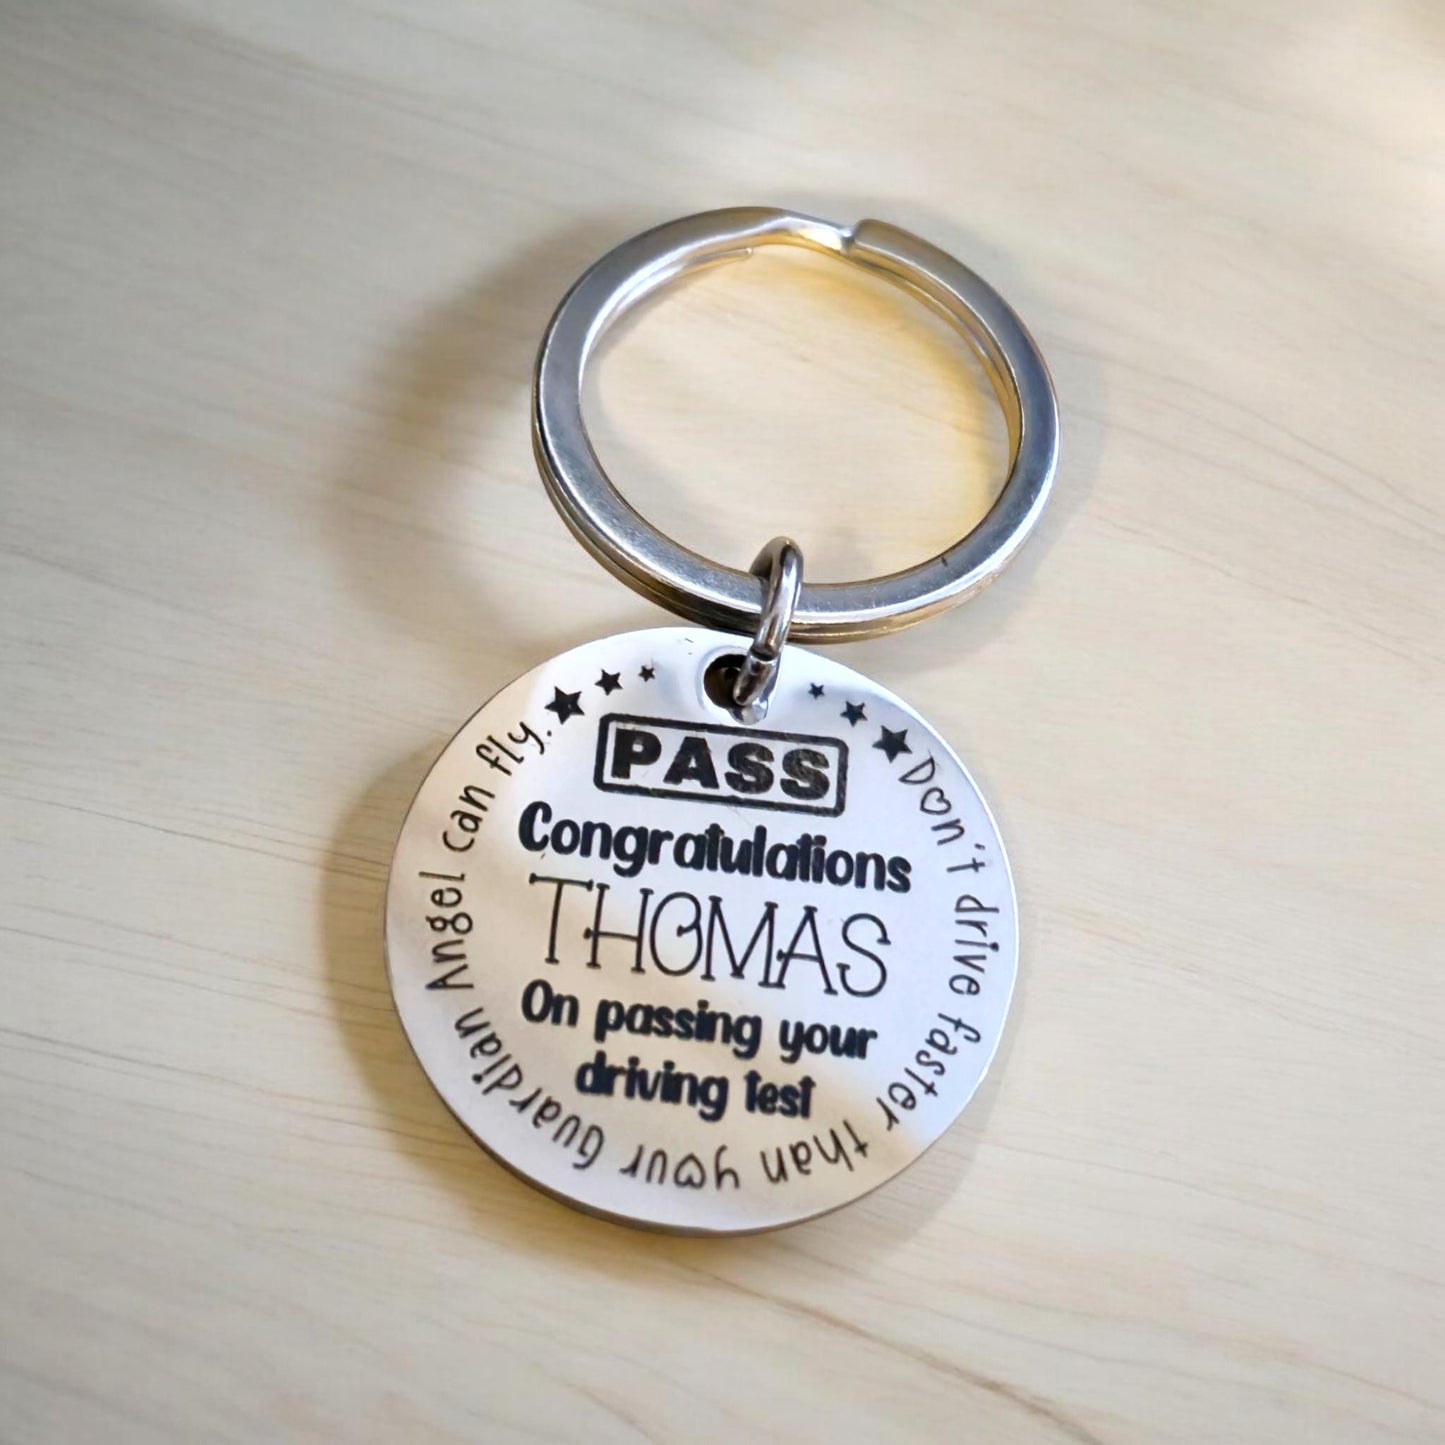 PASS
Congratulations
THOMAS
On passing your
driving test
Don't drive faster than your Guardian Angel can fly.